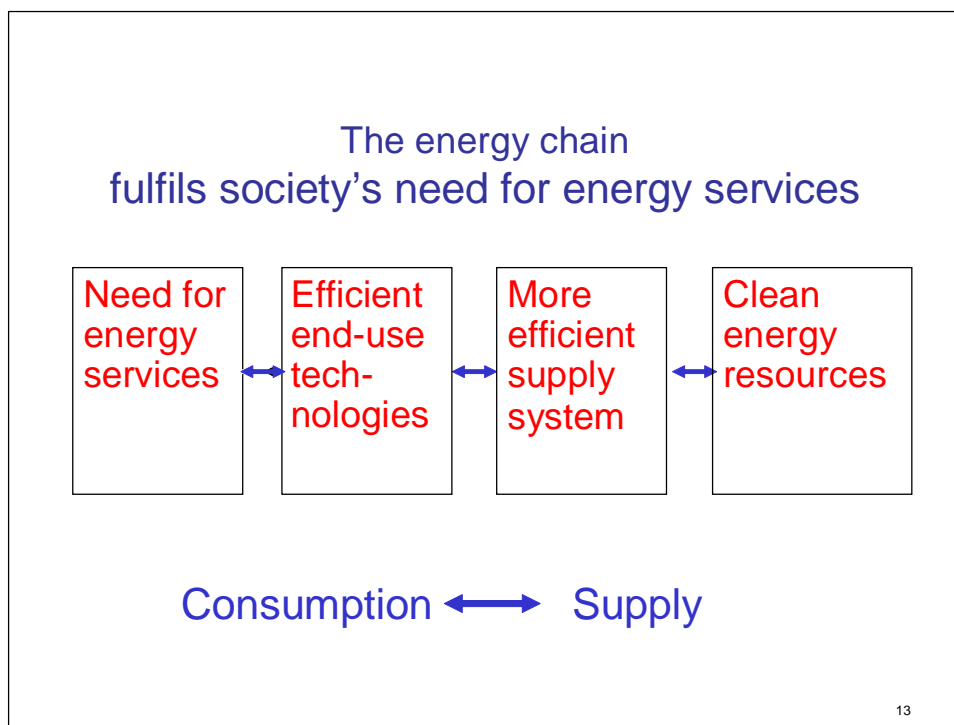 The energy chain
fulfils society's need for energy services
Need for
energy
services
Efficient
end-use
tech-
nologies
More
efficient
supply
system
Clean
energy
resources
Consumption
Supply
13